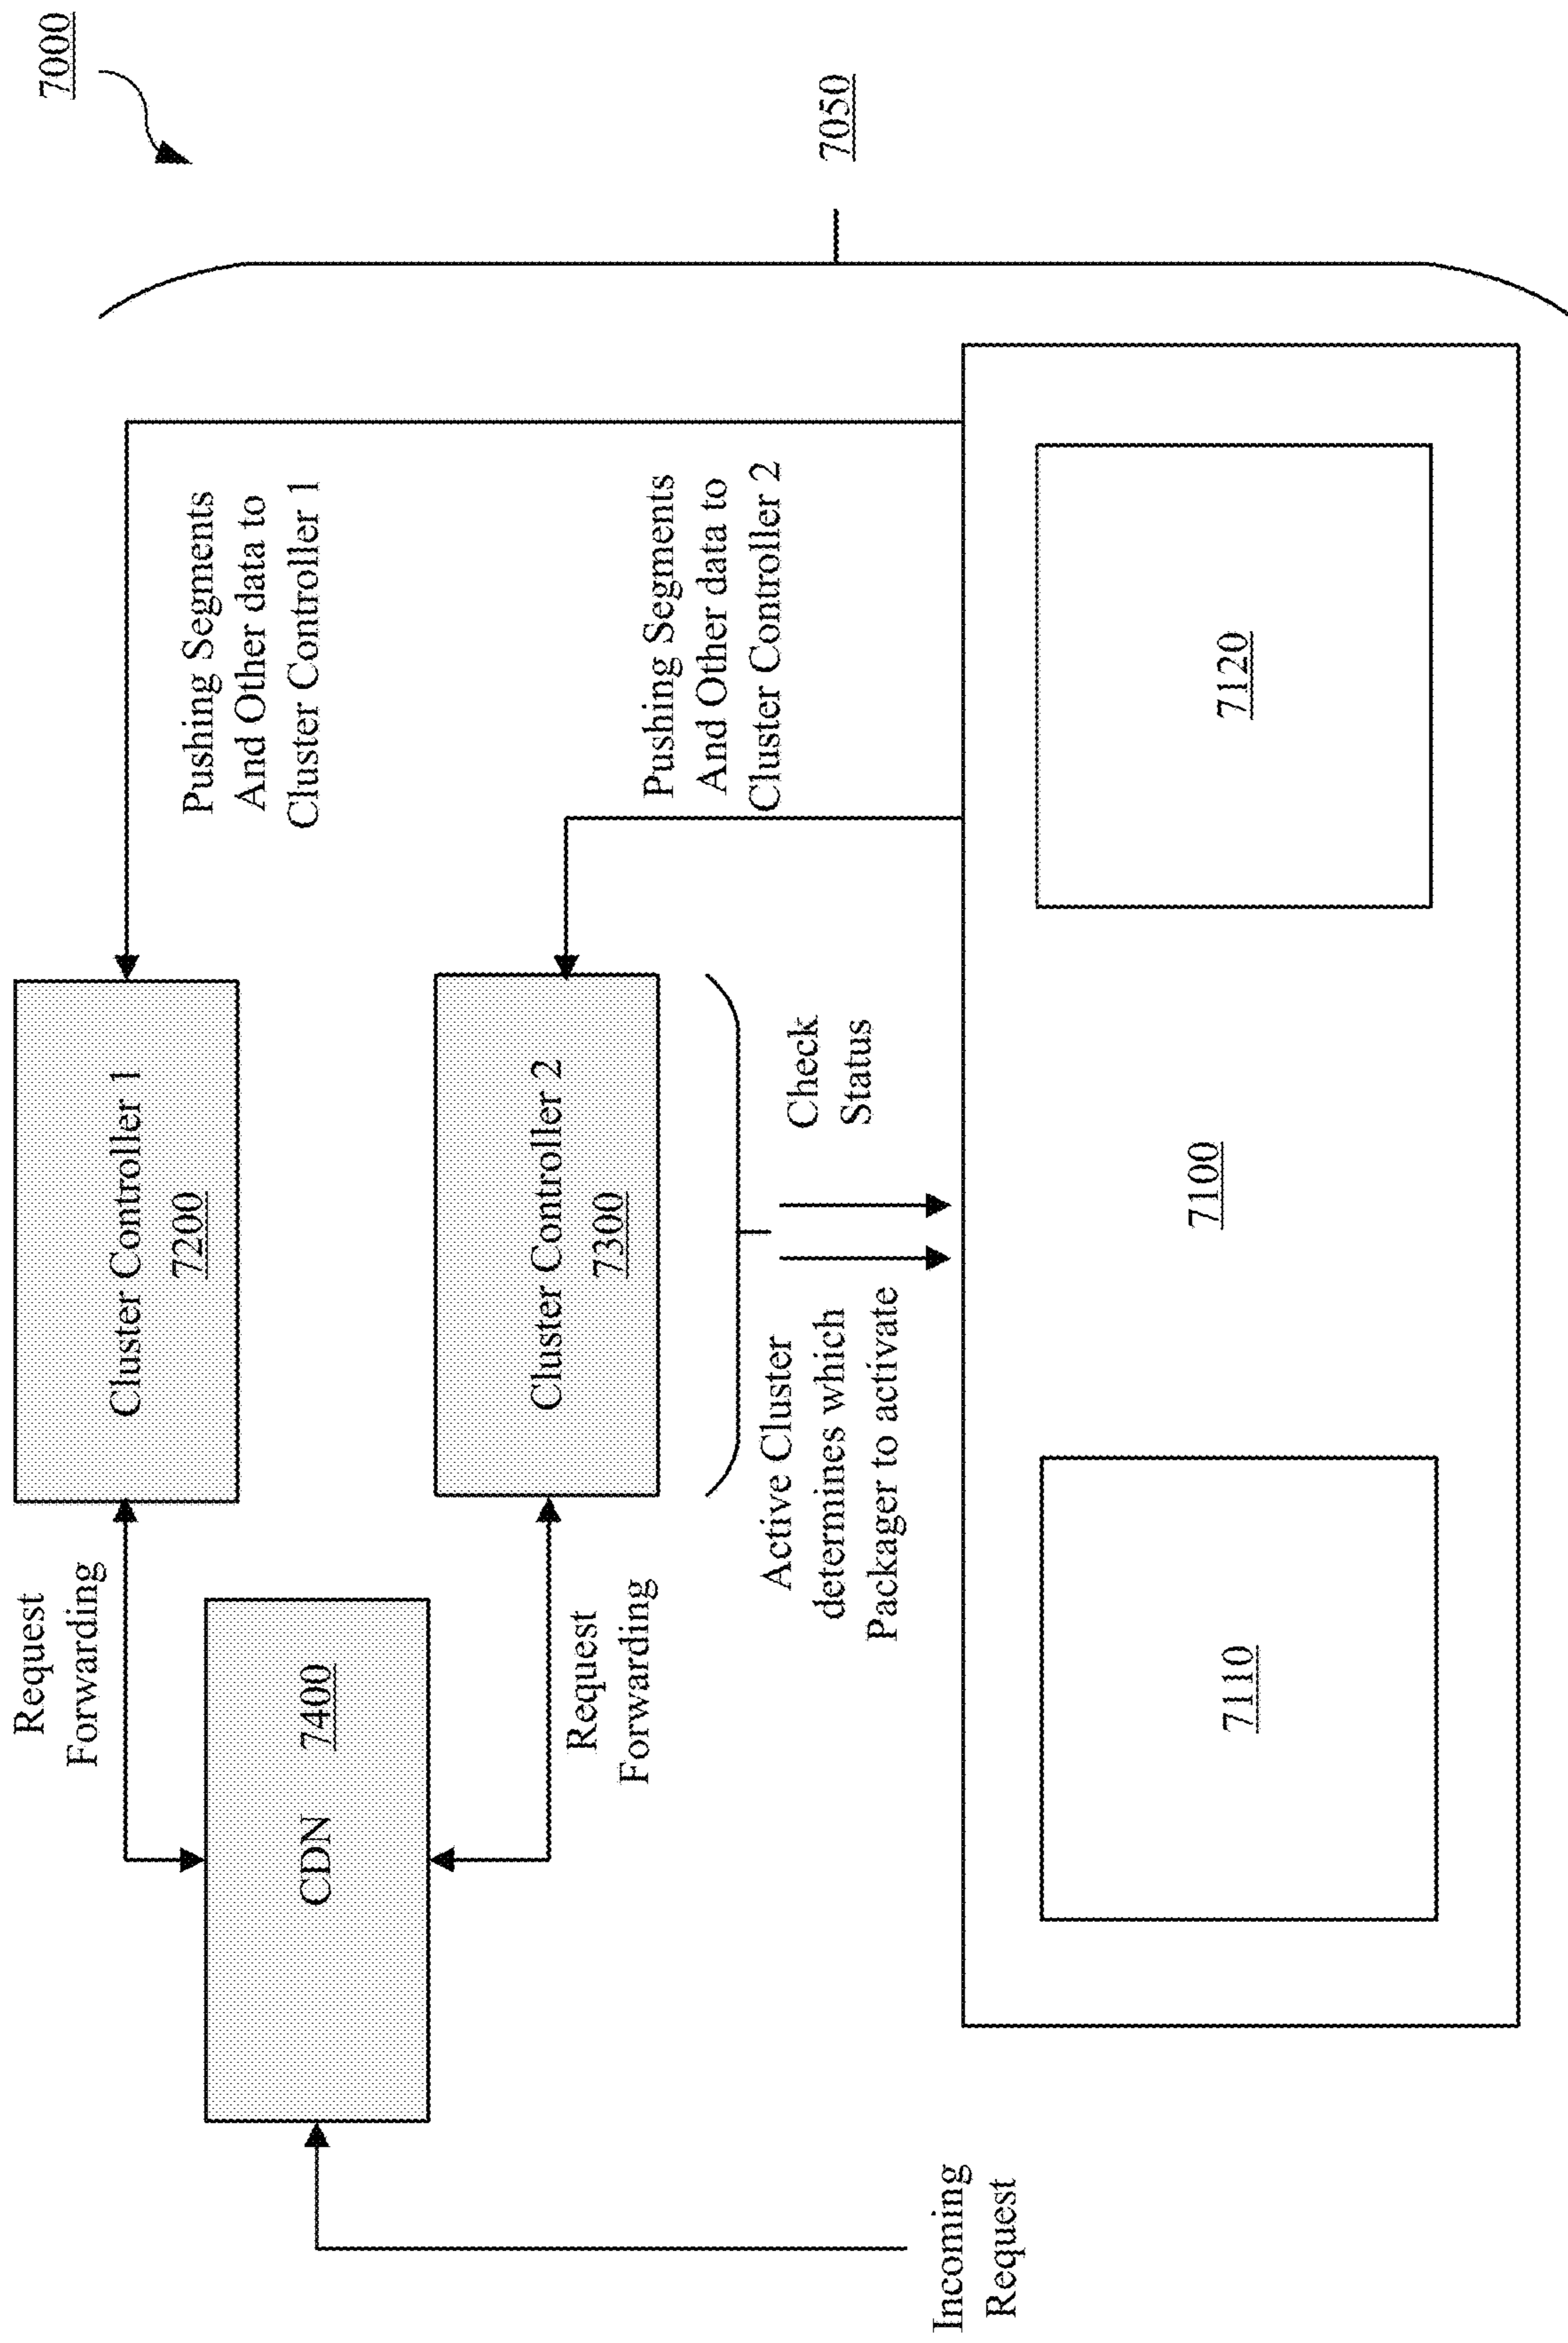 7000
Request
Forwarding
Cluster Controller 1
7200
Pushing Segments
And Other data to
Cluster Controller 1
7050
CDN 7400
Request
Forwarding
Cluster Controller 2
7300
Pushing Segments
And Other data to
Cluster Controller 2
Active Cluster
determines which
Packager to activate
Check
Status
Incoming
Request
7110
7100
7120